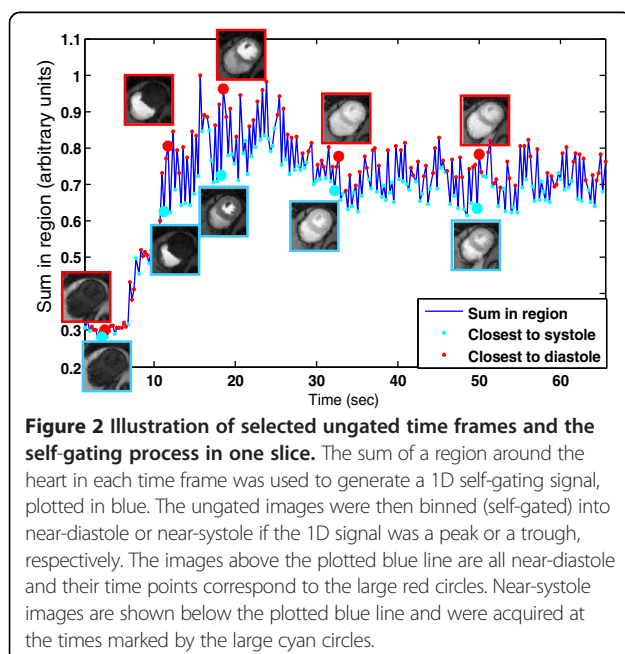 1.1
1
0.9
0.8
0.7
0.6
0.5
0.3
0.2
Sum in region (arbitrary units)
10 20 30 40 50 60
Time (sec)
Sum in region
Closest to systole
Closest to diastole
Figure 2 Illustration of selected ungated time frames and the
self-gating process in one slice. The sum of a region around the
heart in each time frame was used to generate a 1D self-gating signal,
plotted in blue. The ungated images were then binned (self-gated) into
near-diastole or near-systole if the 1D signal was a peak or a trough,
respectively. The images above the plotted blue line are all near-diastole
and their time points correspond to the large red circles. Near-systole
images are shown below the plotted blue line and were acquired at
the times marked by the large cyan circles.